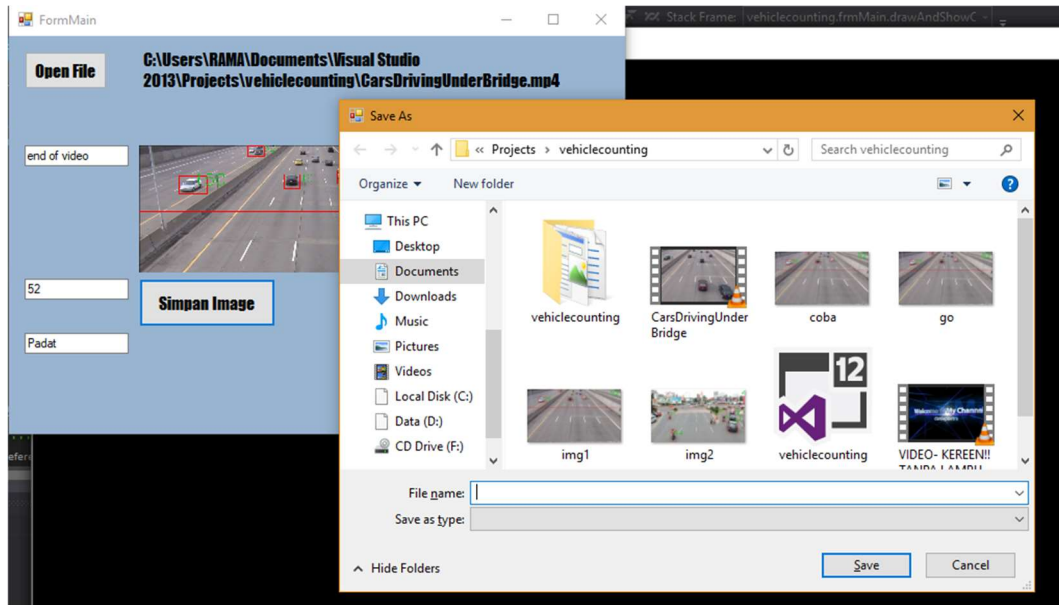 FormMain
Stack Frame: vehiclecounting.frmMain.drawAndShowC
Open File
C:\Users\RAMA\Documents\Visual Studio
2013\Projects\vehiclecounting\CarsDrivingUnderBridge.mp4
end of video
52
Simpan Image
Padat
Save As
« Projects > vehiclecounting
Search vehiclecounting
Organize
New folder
This PC
Desktop
Documents
Downloads
Music
Pictures
Videos
Local Disk (C:)
Data (D:)
CD Drive (F:)
vehiclecounting
CarsDrivingUnder
Bridge
coba
go
img1
img2
12
vehiclecounting
VIDEO- KEREEN!!
TANPA LAMPU
File name:
Save as type:
Hide Folders
Save
Cancel